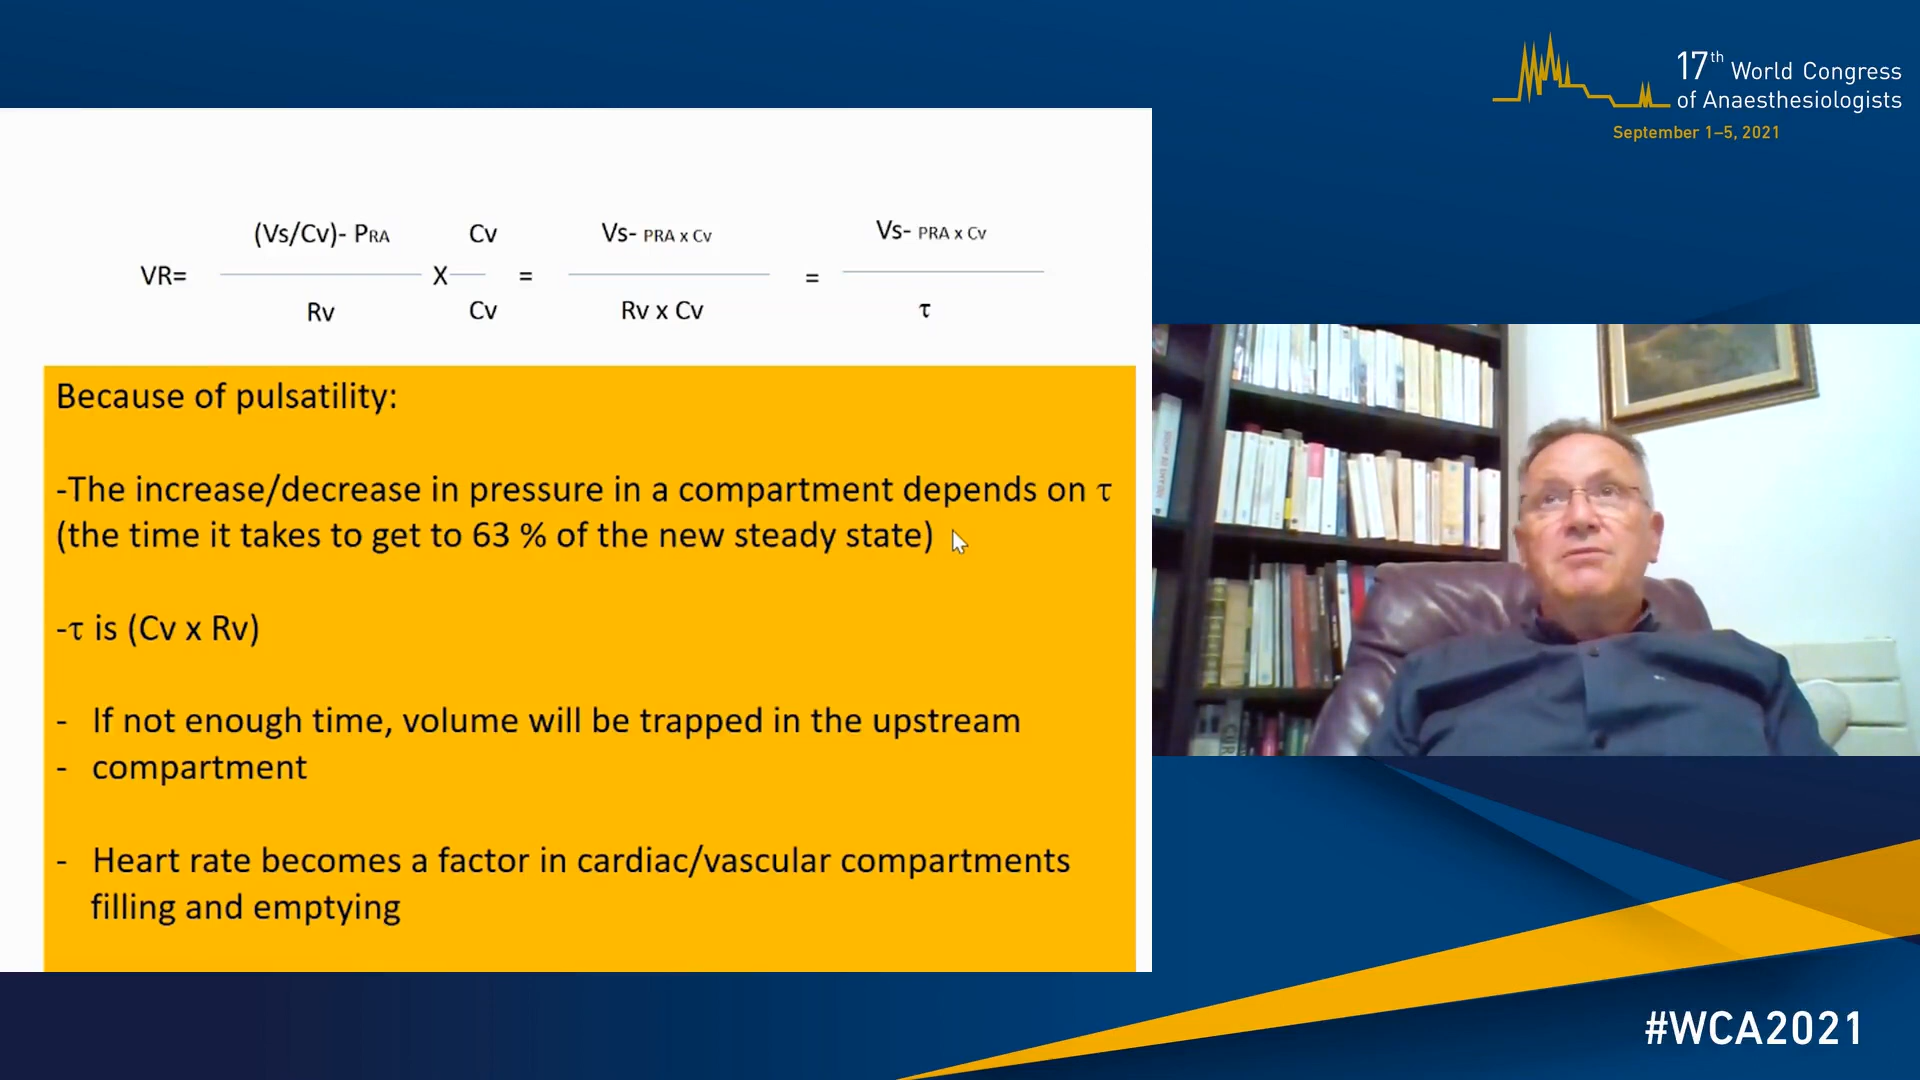 17th World Congress
of Anaesthesiologists
September 1–5, 2021
(Vs/Cv)- PRA Cv Vs- PRA x Cv Vs- PRA x Cv
VR= X = =
Rv Cv Rv x Cv τ
Because of pulsatility:
-The increase/decrease in pressure in a compartment depends on τ
(the time it takes to get to 63 % of the new steady state)
-τ is (Cv x Rv)
- If not enough time, volume will be trapped in the upstream
- compartment
- Heart rate becomes a factor in cardiac/vascular compartments
filling and emptying
#WCA2021